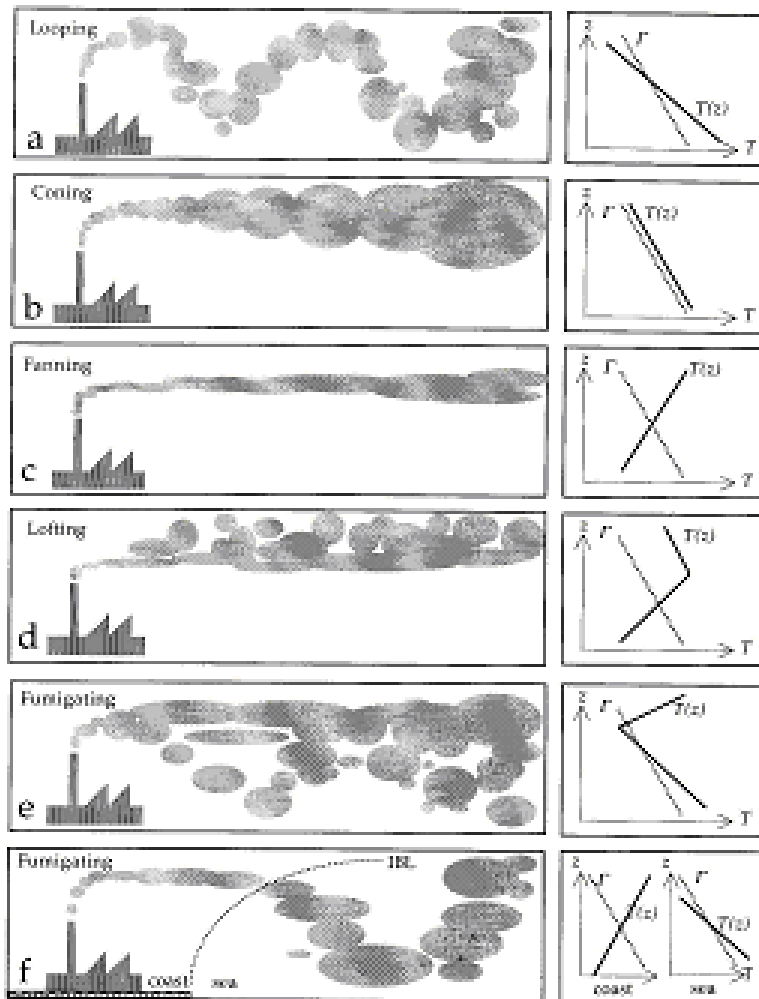 Looping
a
z
Γ
T(z)
T
Coning
b
z
Γ
T(z)
T
Fanning
c
z
Γ
T(z)
T
Lofting
d
z
Γ
T(z)
T
Fumigating
e
z
Γ
T(z)
T
Fumigating
IBL
f
coast
sea
z
Γ
T(z)
coast
z
Γ
T(z)
T
sea